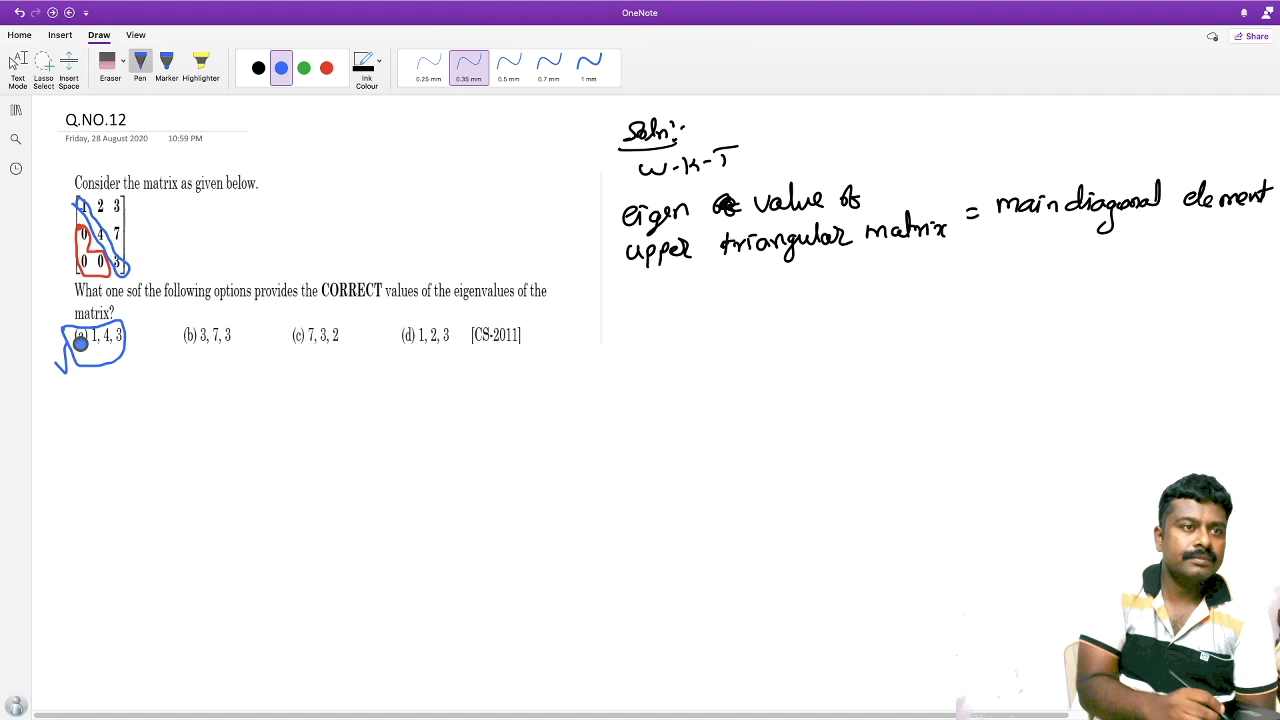 OneNote
Home Insert Draw View
Share
Text Mode
Lasso Select
Insert Space
Eraser
Pen
Marker
Highlighter
Ink Colour
0.25 mm
0.35 mm
0.5 mm
0.7 mm
1 mm
Q.NO.12
Friday, 28 August 2020 10:59 PM
Consider the matrix as given below.
1 2 3
0 4 7
0 0 3
What one sof the following options provides the CORRECT values of the eigenvalues of the
matrix?
(a) 1, 4, 3 (b) 3, 7, 3 (c) 7, 3, 2 (d) 1, 2, 3 [CS-2011]
Soln:-
W-K-T
eigen value of
upper triangular matrix = main diagonal element